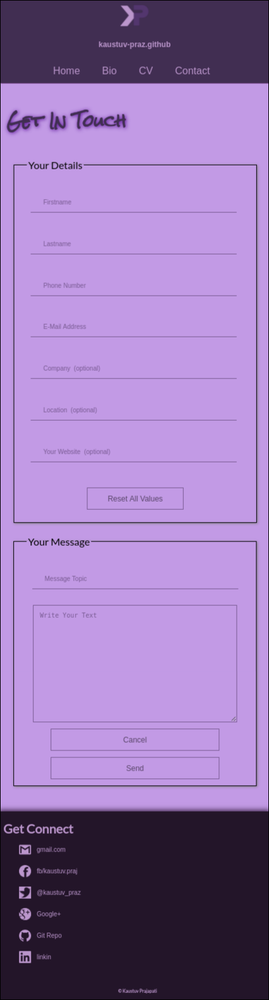 kaustuv-praz.github
Home Bio CV Contact
Get In Touch
Your Details
Firstname
Lastname
Phone Number
E-Mail Address
Company (optional)
Location (optional)
Your Website (optional)
Reset All Values
Your Message
Message Topic
Write Your Text
Cancel
Send
Get Connect
gmail.com
fb/kaustuv.praj
@kaustuv_praz
Google+
Git Repo
linkin
© Kaustuv Prajapati